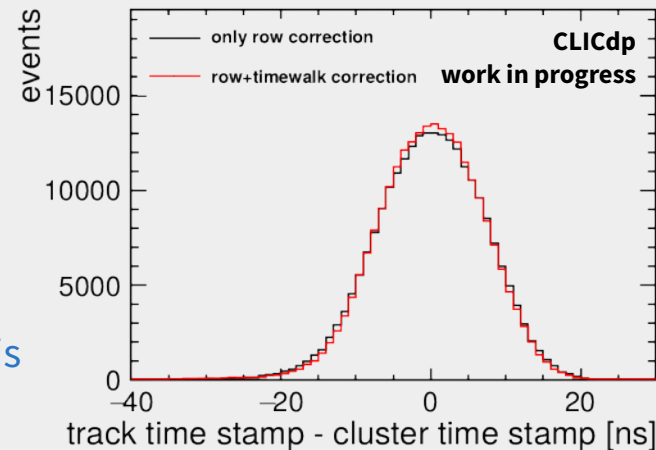 events
only row correction
row+timewalk correction
CLICdp
work in progress
15000
10000
5000
0
−40
−20
0
20
track time stamp - cluster time stamp [ns]